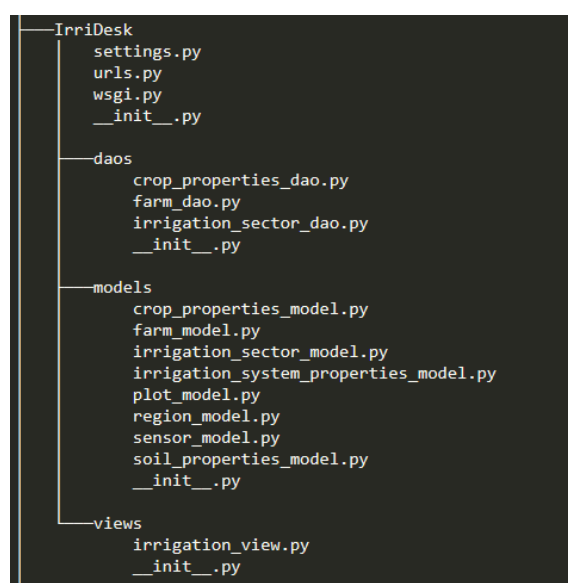 IrriDesk
settings.py
urls.py
wsgi.py
__init__.py
daos
crop_properties_dao.py
farm_dao.py
irrigation_sector_dao.py
__init__.py
models
crop_properties_model.py
farm_model.py
irrigation_sector_model.py
irrigation_system_properties_model.py
plot_model.py
region_model.py
sensor_model.py
soil_properties_model.py
__init__.py
views
irrigation_view.py
__init__.py